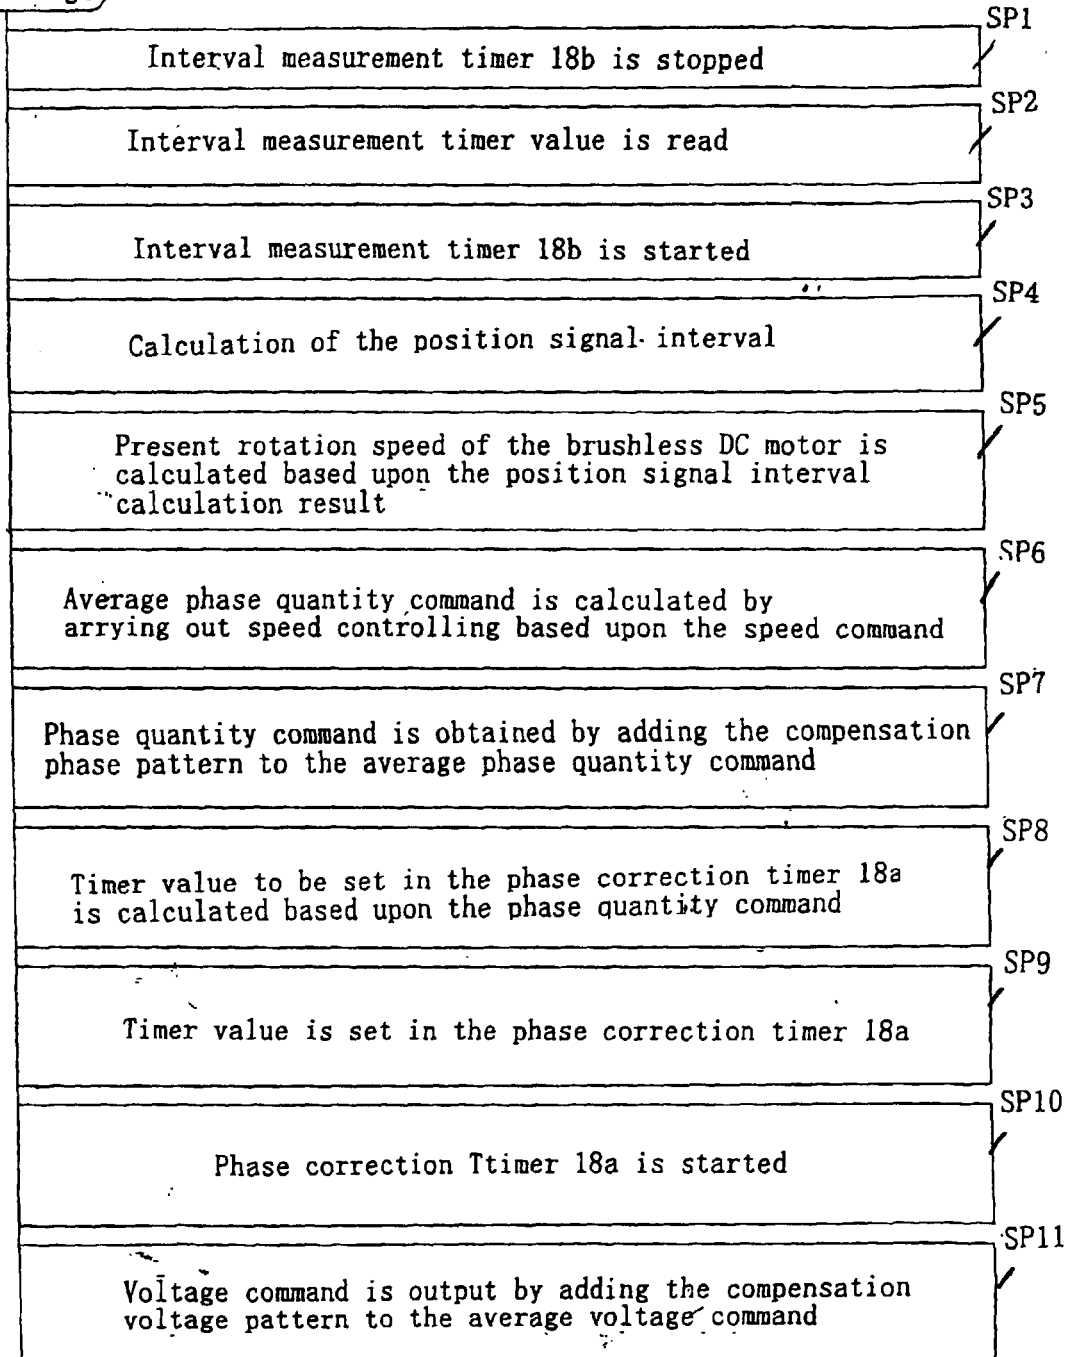 SP1
Interval measurement timer 18b is stopped
SP2
Interval measurement timer value is read
SP3
Interval measurement timer 18b is started
SP4
Calculation of the position signal interval
SP5
Present rotation speed of the brushless DC motor is
calculated based upon the position signal interval
calculation result
SP6
Average phase quantity command is calculated by
arrying out speed controlling based upon the speed command
SP7
Phase quantity command is obtained by adding the compensation
phase pattern to the average phase quantity command
SP8
Timer value to be set in the phase correction timer 18a
is calculated based upon the phase quantity command
SP9
Timer value is set in the phase correction timer 18a
SP10
Phase correction Ttimer 18a is started
SP11
Voltage command is output by adding the compensation
voltage pattern to the average voltage command